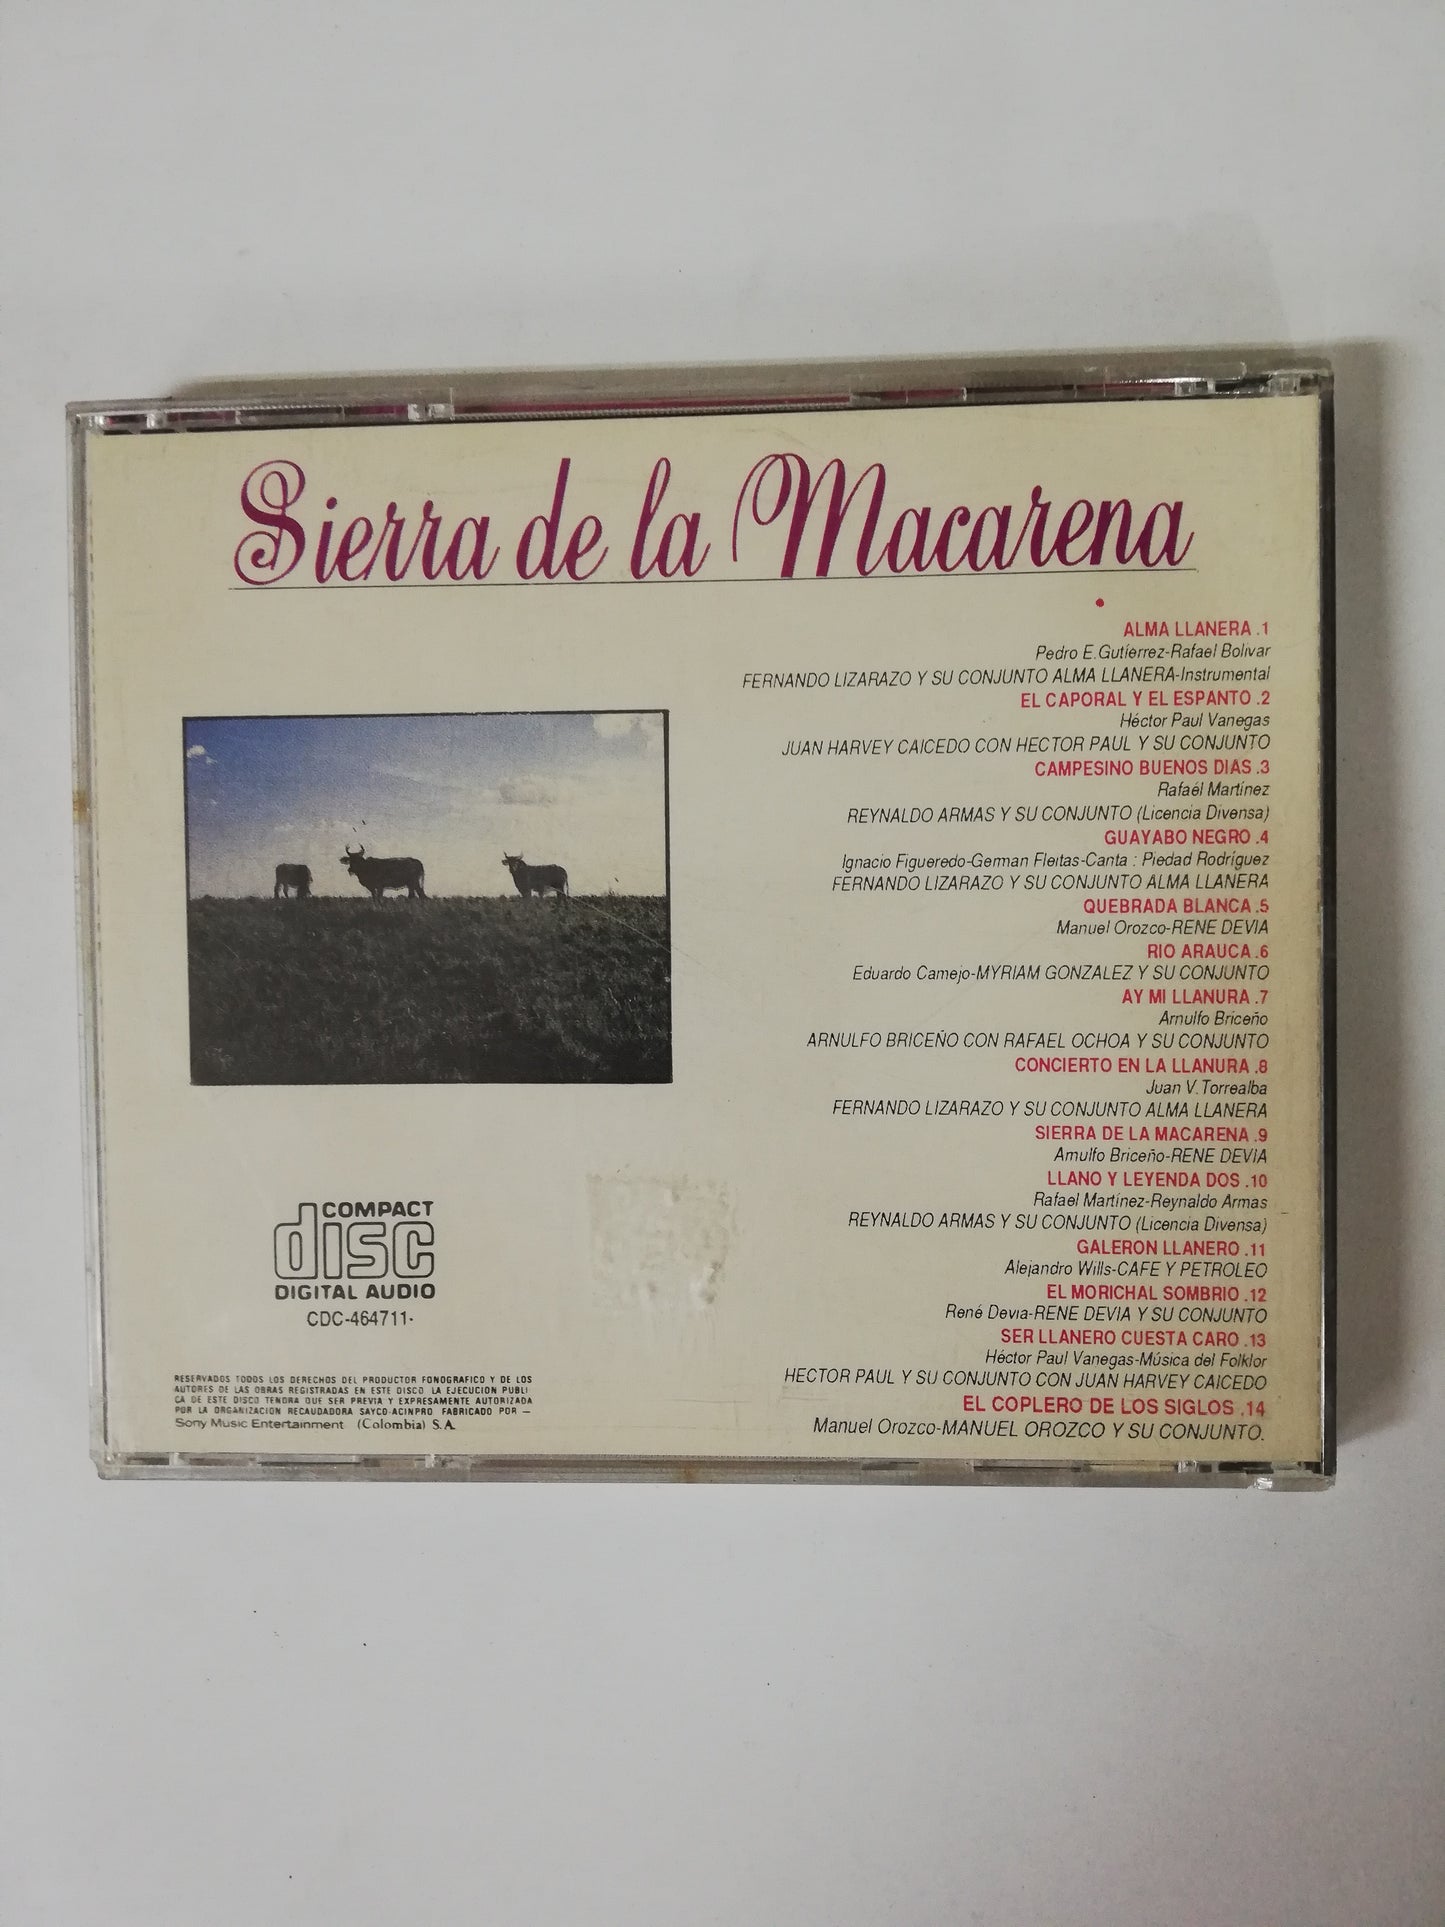 Sierra de la Macarena
ALMA LLANERA .1
Pedro E.Gutierrez-Rafael Bolivar
FERNANDO LIZARAZO Y SU CONJUNTO ALMA LLANERA-Instrumental
EL CAPORAL Y EL ESPANTO .2
Héctor Paul Vanegas
JUAN HARVEY CAICEDO CON HECTOR PAUL Y SU CONJUNTO
CAMPESINO BUENOS DIAS .3
Rafaél Martínez
REYNALDO ARMAS Y SU CONJUNTO (Licencia Divensa)
GUAYABO NEGRO .4
Ignacio Figueredo-German Fleitas-Canta : Piedad Rodríguez
FERNANDO LIZARAZO Y SU CONJUNTO ALMA LLANERA
QUEBRADA BLANCA .5
Manuel Orozco-RENE DEVIA
RIO ARAUCA .6
Eduardo Camejo-MYRIAM GONZALEZ Y SU CONJUNTO
AY MI LLANURA .7
Arnulfo Briceño
ARNULFO BRICEÑO CON RAFAEL OCHOA Y SU CONJUNTO
CONCIERTO EN LA LLANURA .8
Juan V. Torrealba
FERNANDO LIZARAZO Y SU CONJUNTO ALMA LLANERA
SIERRA DE LA MACARENA .9
Arnulfo Briceño-RENE DEVIA
LLANO Y LEYENDA DOS .10
Rafael Martínez-Reynaldo Armas
REYNALDO ARMAS Y SU CONJUNTO (Licencia Divensa)
GALERON LLANERO .11
Alejandro Wills-CAFE Y PETROLEO
EL MORICHAL SOMBRIO .12
René Devia-RENE DEVIA Y SU CONJUNTO
SER LLANERO CUESTA CARO .13
Héctor Paul Vanegas-Música del Folklor
HECTOR PAUL Y SU CONJUNTO CON JUAN HARVEY CAICEDO
EL COPLERO DE LOS SIGLOS .14
Manuel Orozco-MANUEL OROZCO Y SU CONJUNTO.
COMPACT
disc
DIGITAL AUDIO
CDC-464711-
RESERVADOS TODOS LOS DERECHOS DEL PRODUCTOR FONOGRAFICO Y DE LOS
AUTORES DE LAS OBRAS REGISTRADAS EN ESTE DISCO LA EJECUCION PUBLI
CA DE ESTE DISCO TENDRA QUE SER PREVIA Y EXPRESAMENTE AUTORIZADA
POR LA ORGANIZACION RECAUDADORA SAYCO-ACINPRO FABRICADO POR —
Sony Music Entertainment (Colombia) S.A.